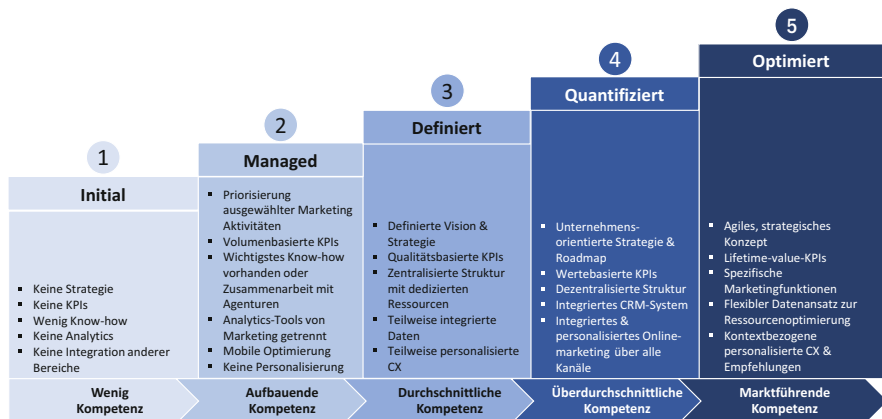 1
Initial
Keine Strategie
Keine KPIs
Wenig Know-how
Keine Analytics
Keine Integration anderer
Bereiche
Wenig
Kompetenz
2
Managed
Priorisierung
ausgewählter Marketing
Aktivitäten
Volumenbasierte KPIs
Wichtigstes Know-how
vorhanden oder
Zusammenarbeit mit
Agenturen
Analytics-Tools von
Marketing getrennt
Mobile Optimierung
Keine Personalisierung
Aufbauende
Kompetenz
3
Definiert
Definierte Vision &
Strategie
Qualitätsbasierte KPIs
Zentralisierte Struktur
mit dedizierten
Ressourcen
Teilweise integrierte
Daten
Teilweise personalisierte
CX
Durchschnittliche
Kompetenz
4
Quantifiziert
Unternehmens-
orientierte Strategie &
Roadmap
Wertebasierte KPIs
Dezentralisierte Struktur
Integriertes CRM-System
Integriertes &
personalisiertes Online-
marketing über alle
Kanäle
Überdurchschnittliche
Kompetenz
5
Optimiert
Agiles, strategisches
Konzept
Lifetime-value-KPIs
Spezifische
Marketingfunktionen
Flexibler Datenansatz zur
Ressourcenoptimierung
Kontextbezogene
personalisierte CX &
Empfehlungen
Marktführende
Kompetenz